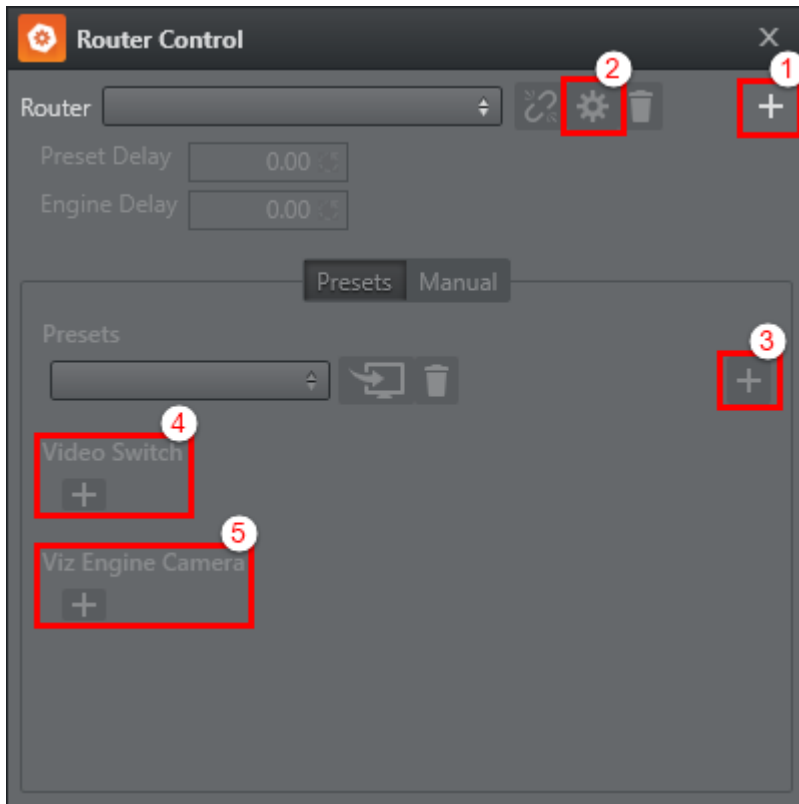 Router Control
1
2
Router
Preset Delay 0.00
Engine Delay 0.00
Presets Manual
Presets
3
4
Video Switch
5
Viz Engine Camera